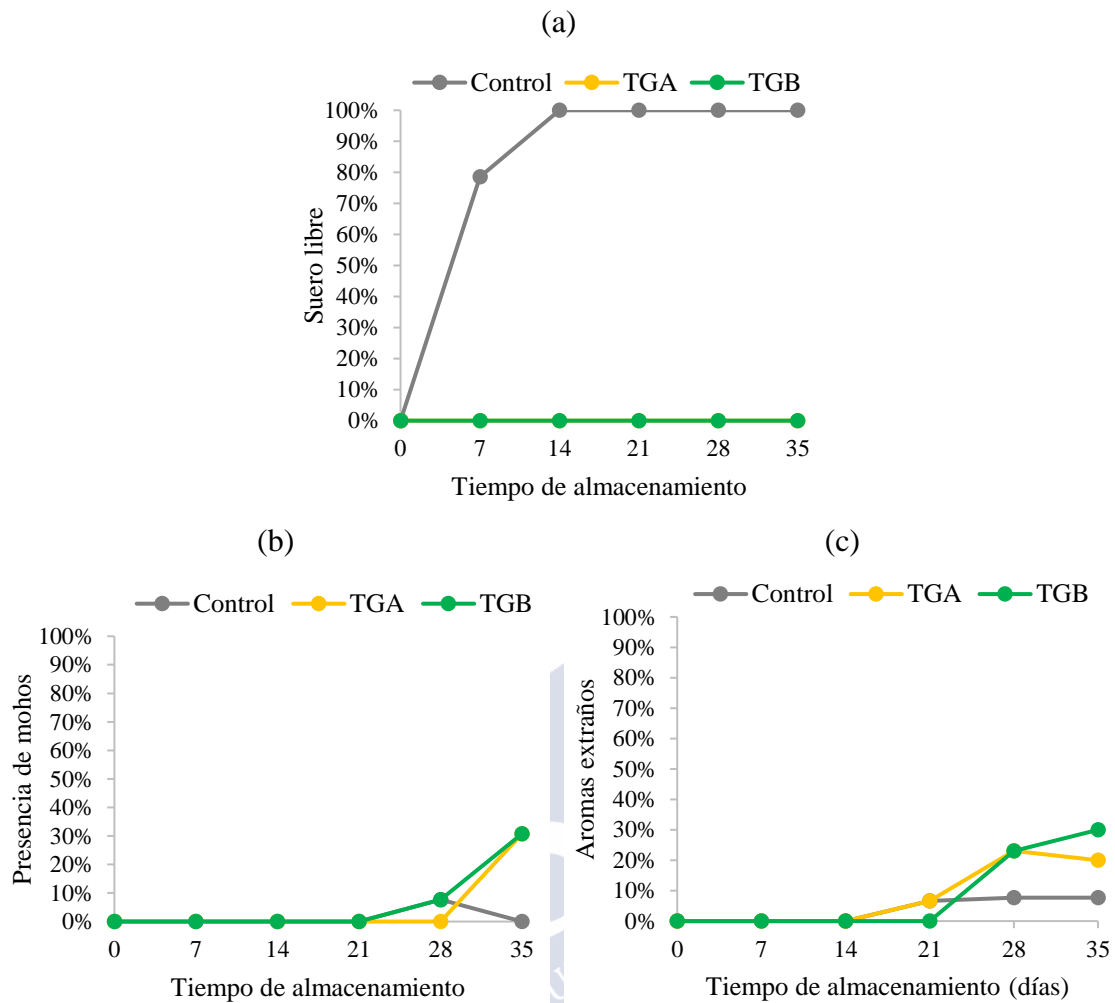 (a)
Control TGA TGB
100%
90%
80%
70%
60%
50%
40%
30%
20%
10%
0%
Suero libre
0 7 14 21 28 35
Tiempo de almacenamiento
(b)
Control TGA TGB
100%
90%
80%
70%
60%
50%
40%
30%
20%
10%
0%
Presencia de mohos
0 7 14 21 28 35
Tiempo de almacenamiento
(c)
Control TGA TGB
100%
90%
80%
70%
60%
50%
40%
30%
20%
10%
0%
Aromas extraños
0 7 14 21 28 35
Tiempo de almacenamiento (días)